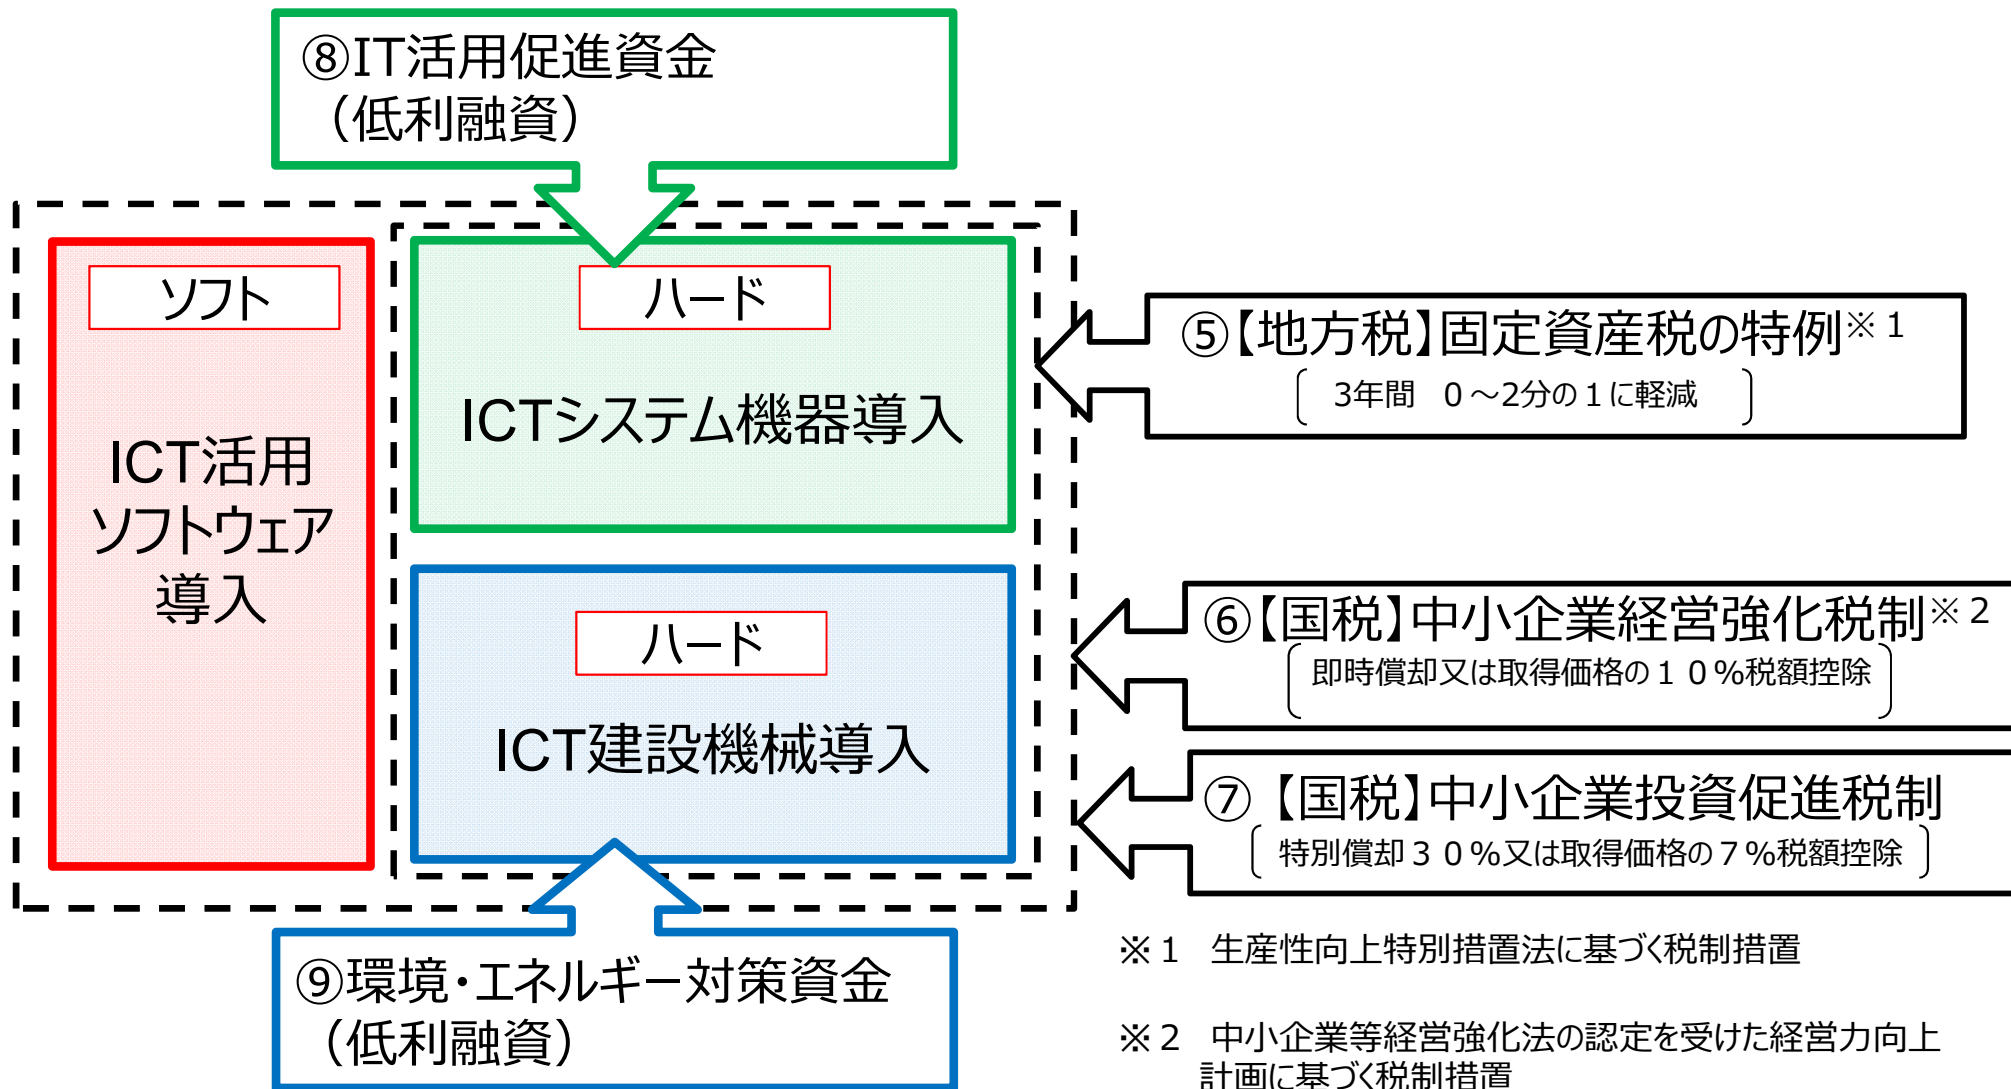 ⑧IT活用促進資金
（低利融資）
ソフト
ICT活用
ソフトウェア
導入
ハード
ICTシステム機器導入
ハード
ICT建設機械導入
⑤【地方税】固定資産税の特例※１
3年間　０～2分の１に軽減
⑥【国税】中小企業経営強化税制※２
即時償却又は取得価格の１０％税額控除
⑦【国税】中小企業投資促進税制
特別償却３０％又は取得価格の７％税額控除
⑨環境・エネルギー対策資金
（低利融資）
※１　生産性向上特別措置法に基づく税制措置
※２　中小企業等経営強化法の認定を受けた経営力向上
計画に基づく税制措置